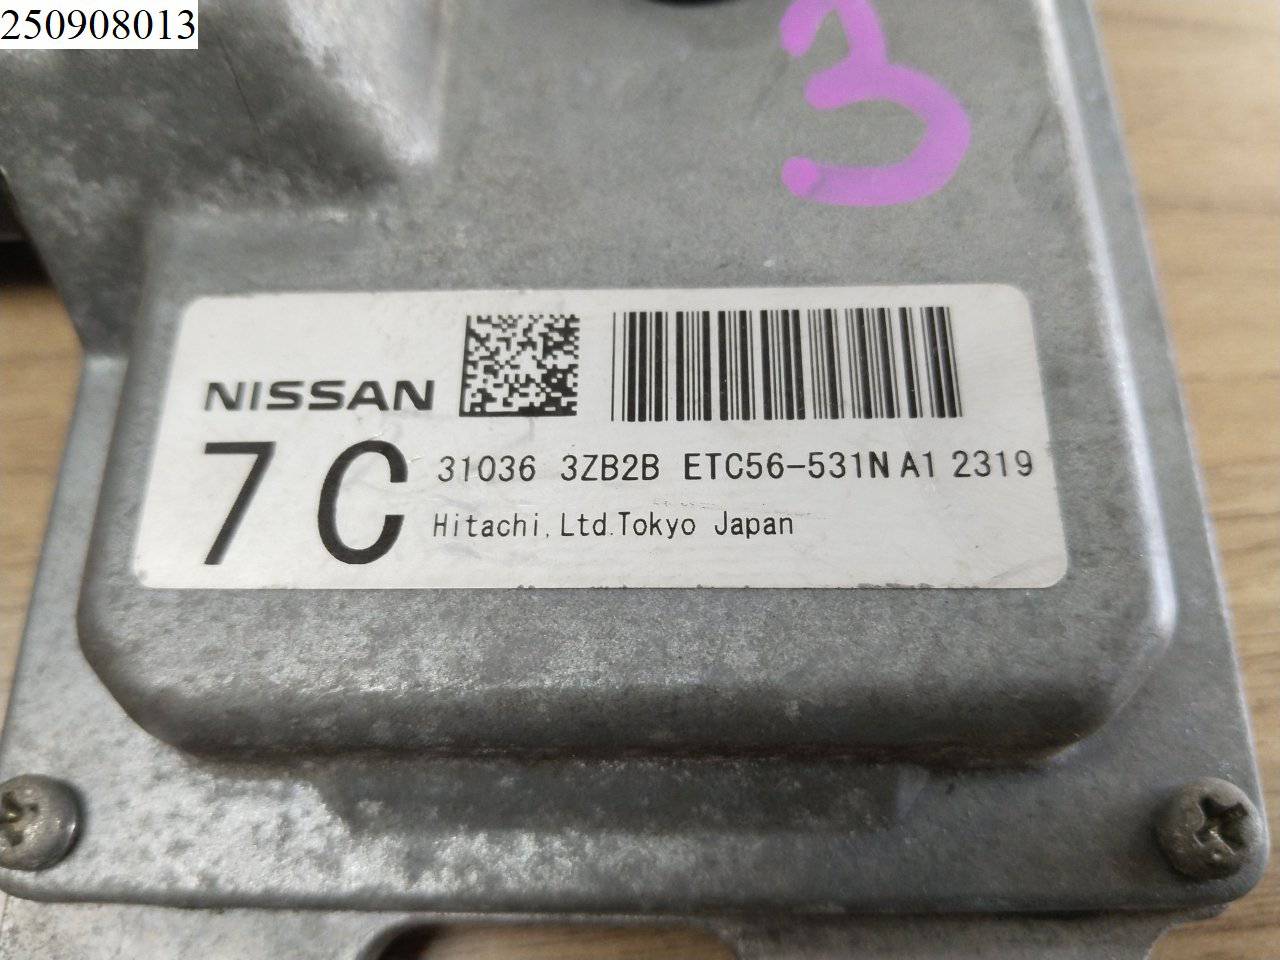 250908013
3
NISSAN
7C
31036 3ZB2B ETC56-531N A1 2319
Hitachi, Ltd. Tokyo Japan